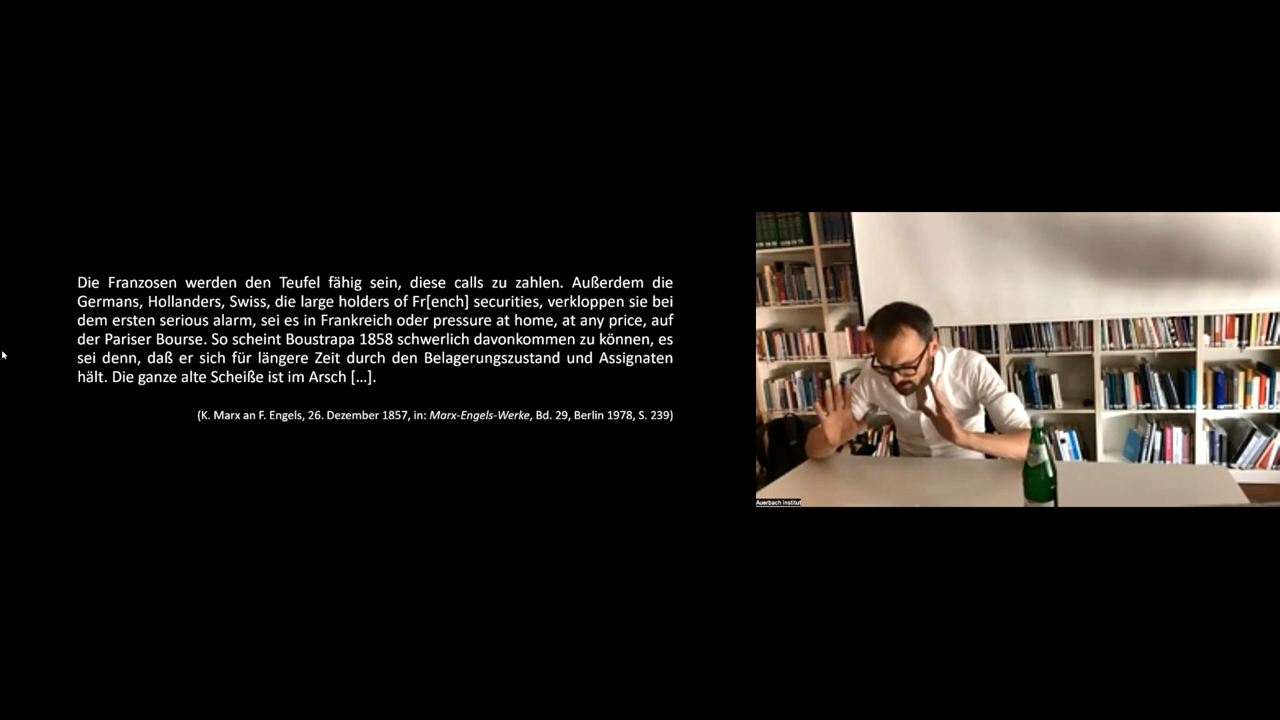 Die Franzosen werden den Teufel fähig sein, diese calls zu zahlen. Außerdem die
Germans, Hollanders, Swiss, die large holders of Fr[ench] securities, verkloppen sie bei
dem ersten serious alarm, sei es in Frankreich oder pressure at home, at any price, auf
der Pariser Bourse. So scheint Boustrapa 1858 schwerlich davonkommen zu können, es
sei denn, daß er sich für längere Zeit durch den Belagerungszustand und Assignaten
hält. Die ganze alte Scheiße ist im Arsch [...].
(K. Marx an F. Engels, 26. Dezember 1857, in: Marx-Engels-Werke, Bd. 29, Berlin 1978, S. 239)
Auerbach Institut